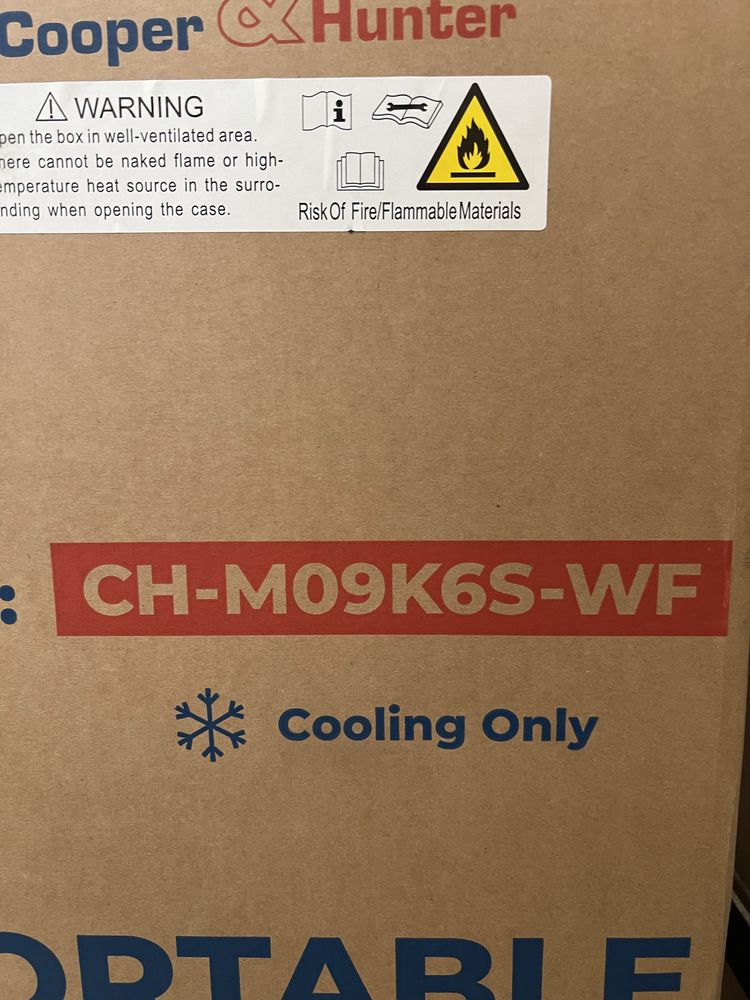 Cooper & Hunter
WARNING
pen the box in well-ventilated area.
here cannot be naked flame or high-
emperature heat source in the surro-
nding when opening the case.
i
Risk Of Fire/Flammable Materials
:
CH-M09K6S-WF
Cooling Only
ORTABLE